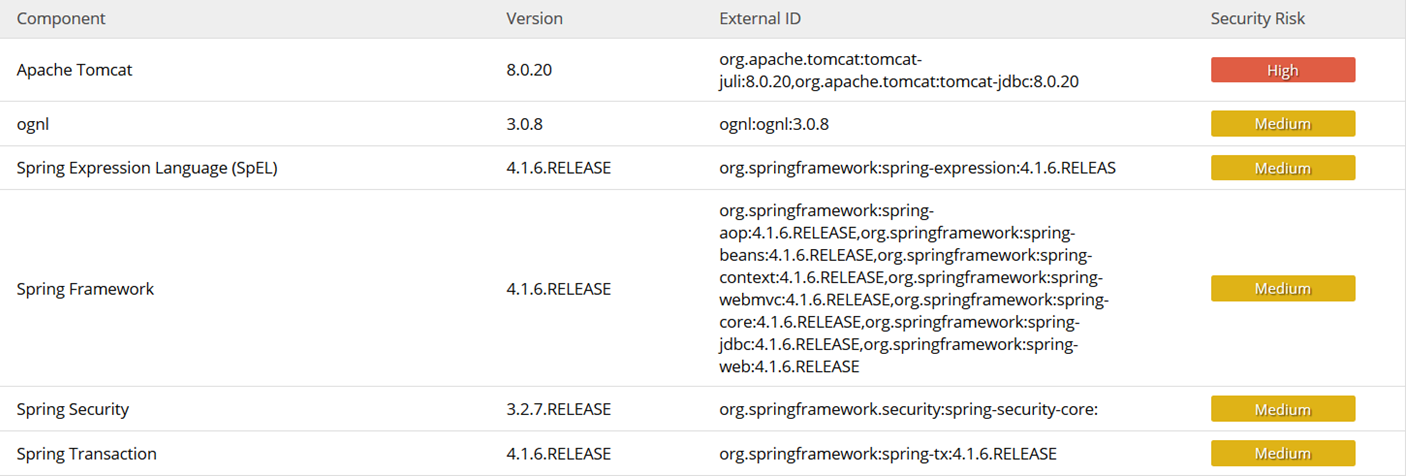 Component Version External ID Security Risk
org.apache.tomcat:tomcat-
Apache Tomcat 8.0.20 High
juli:8.0.20,org.apache.tomcat:tomcat-jdbc:8.0.20
ognl 3.0.8 ognl:ognl:3.0.8 Medium
Spring Expression Language (SpEL) 4.1.6.RELEASE org.springframework:spring-expression:4.1.6.RELEAS Medium
org.springframework:spring-
aop:4.1.6.RELEASE,org.springframework:spring-
beans:4.1.6.RELEASE,org.springframework:spring-
context:4.1.6.RELEASE,org.springframework:spring-
Spring Framework 4.1.6.RELEASE Medium
webmvc:4.1.6.RELEASE,org.springframework:spring-
core:4.1.6.RELEASE,org.springframework:spring-
jdbc:4.1.6.RELEASE,org.springframework:spring-
web:4.1.6.RELEASE
Spring Security 3.2.7.RELEASE org.springframework.security:spring-security-core: Medium
Spring Transaction 4.1.6.RELEASE org.springframework:spring-tx:4.1.6.RELEASE Medium